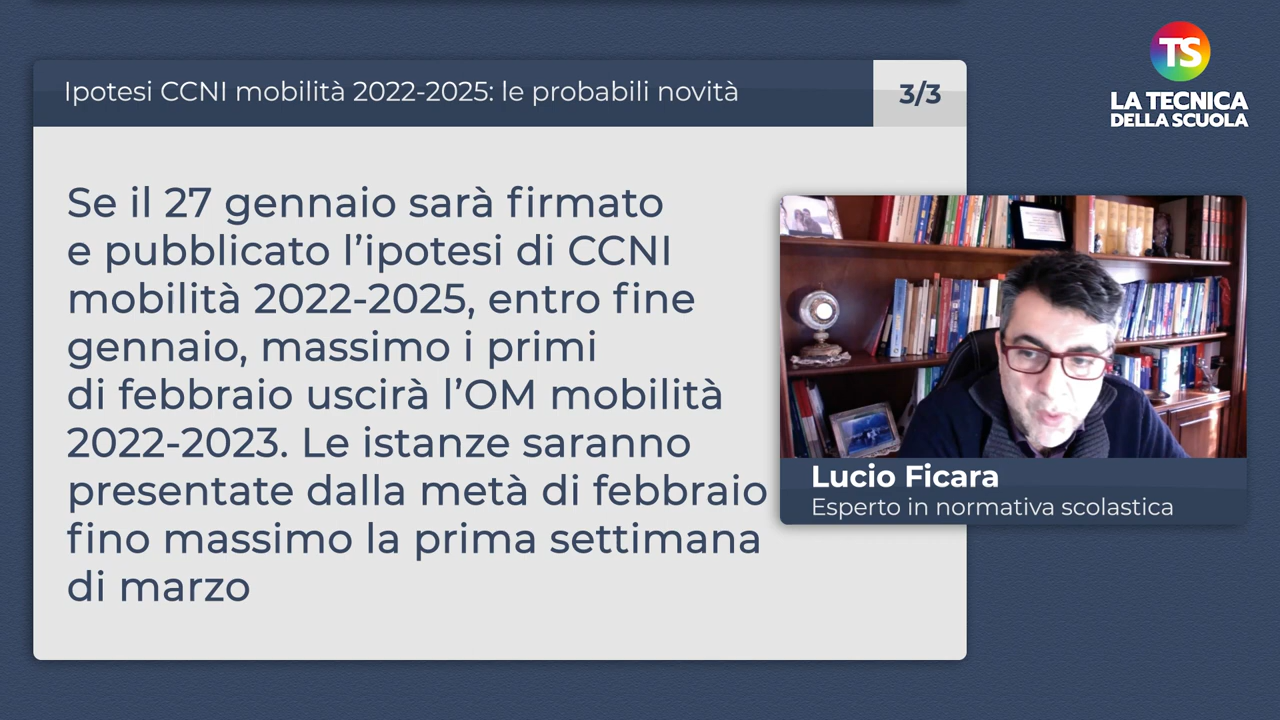 Ipotesi CCNI mobilità 2022-2025: le probabili novità
3/3
TS
LA TECNICA
DELLA SCUOLA
Se il 27 gennaio sarà firmato
e pubblicato l’ipotesi di CCNI
mobilità 2022-2025, entro fine
gennaio, massimo i primi
di febbraio uscirà l’OM mobilità
2022-2023. Le istanze saranno
presentate dalla metà di febbraio
fino massimo la prima settimana
di marzo
Lucio Ficara
Esperto in normativa scolastica